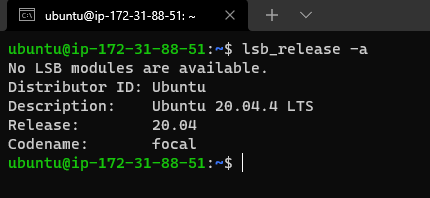 ubuntu@ip-172-31-88-51: ~
ubuntu@ip-172-31-88-51:~$ lsb_release -a
No LSB modules are available.
Distributor ID: Ubuntu
Description:    Ubuntu 20.04.4 LTS
Release:        20.04
Codename:       focal
ubuntu@ip-172-31-88-51:~$